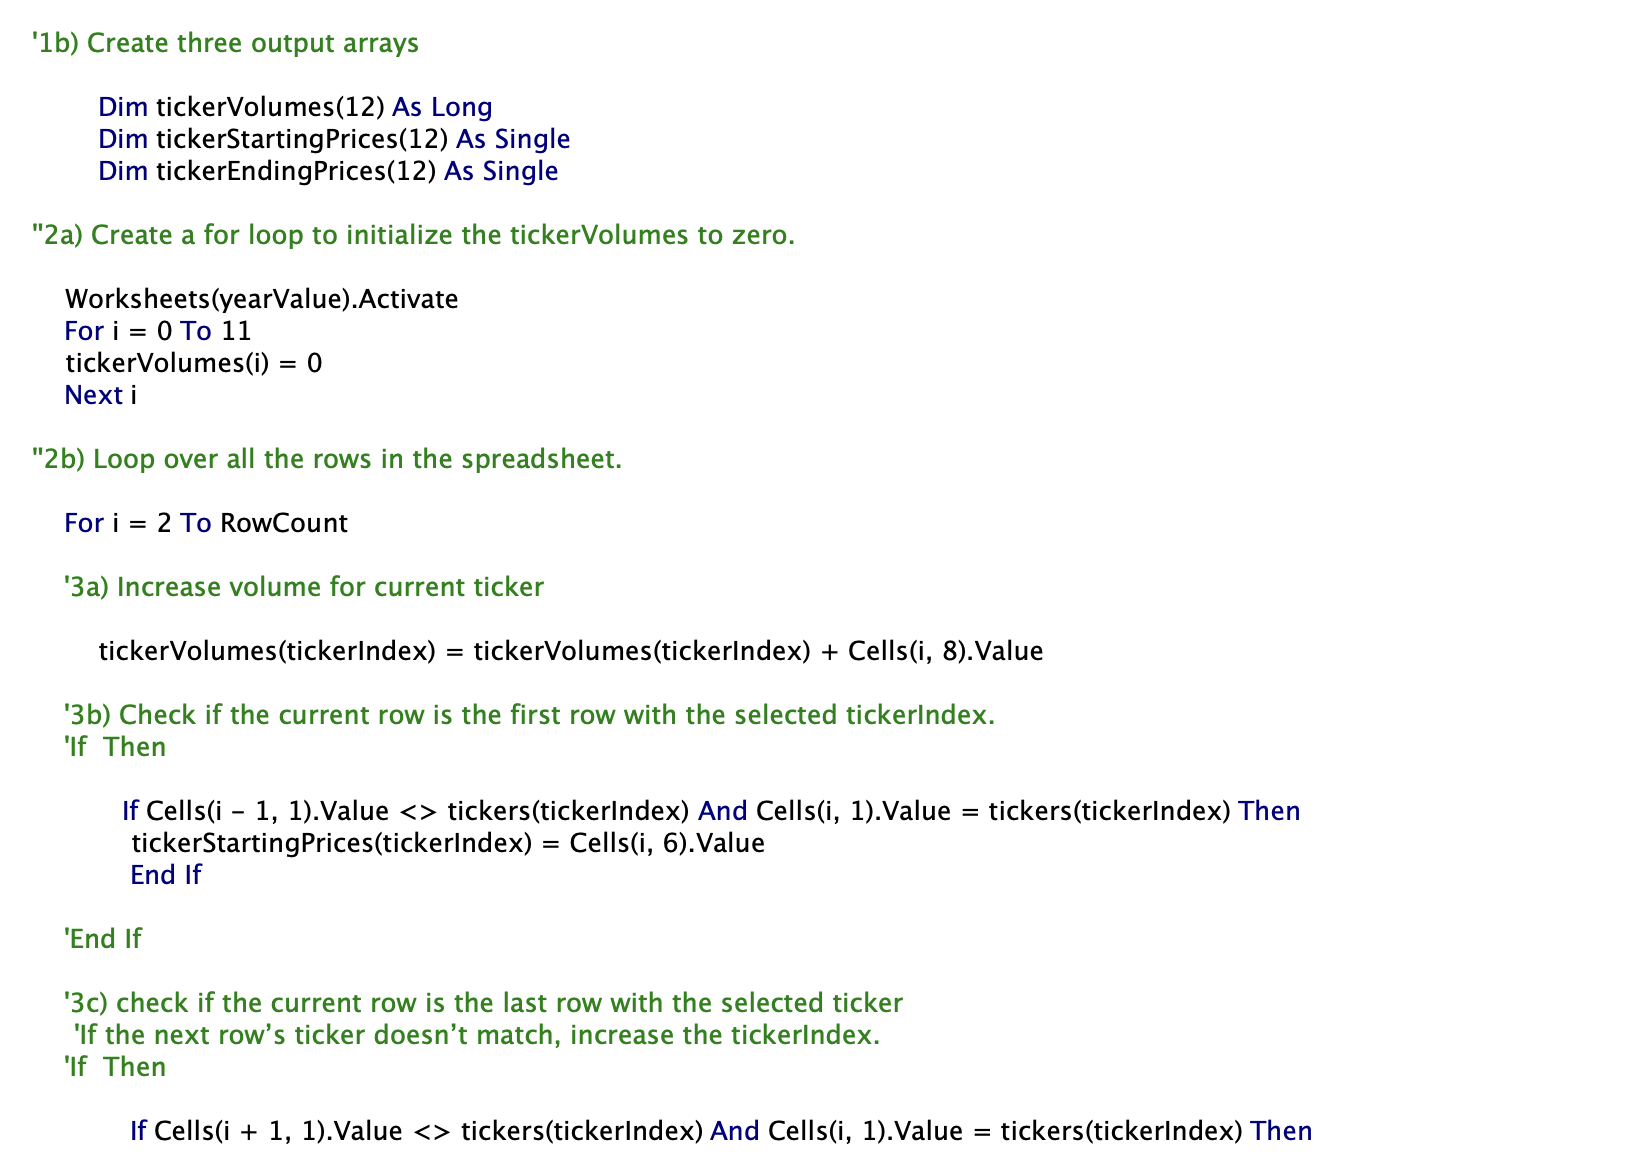 '1b) Create three output arrays
Dim tickerVolumes(12) As Long
Dim tickerStartingPrices(12) As Single
Dim tickerEndingPrices(12) As Single
''2a) Create a for loop to initialize the tickerVolumes to zero.
Worksheets(yearValue).Activate
For i = 0 To 11
tickerVolumes(i) = 0
Next i
''2b) Loop over all the rows in the spreadsheet.
For i = 2 To RowCount
'3a) Increase volume for current ticker
tickerVolumes(tickerIndex) = tickerVolumes(tickerIndex) + Cells(i, 8).Value
'3b) Check if the current row is the first row with the selected tickerIndex.
'If  Then
If Cells(i - 1, 1).Value <> tickers(tickerIndex) And Cells(i, 1).Value = tickers(tickerIndex) Then
tickerStartingPrices(tickerIndex) = Cells(i, 6).Value
End If
'End If
'3c) check if the current row is the last row with the selected ticker
'If the next row’s ticker doesn’t match, increase the tickerIndex.
'If  Then
If Cells(i + 1, 1).Value <> tickers(tickerIndex) And Cells(i, 1).Value = tickers(tickerIndex) Then